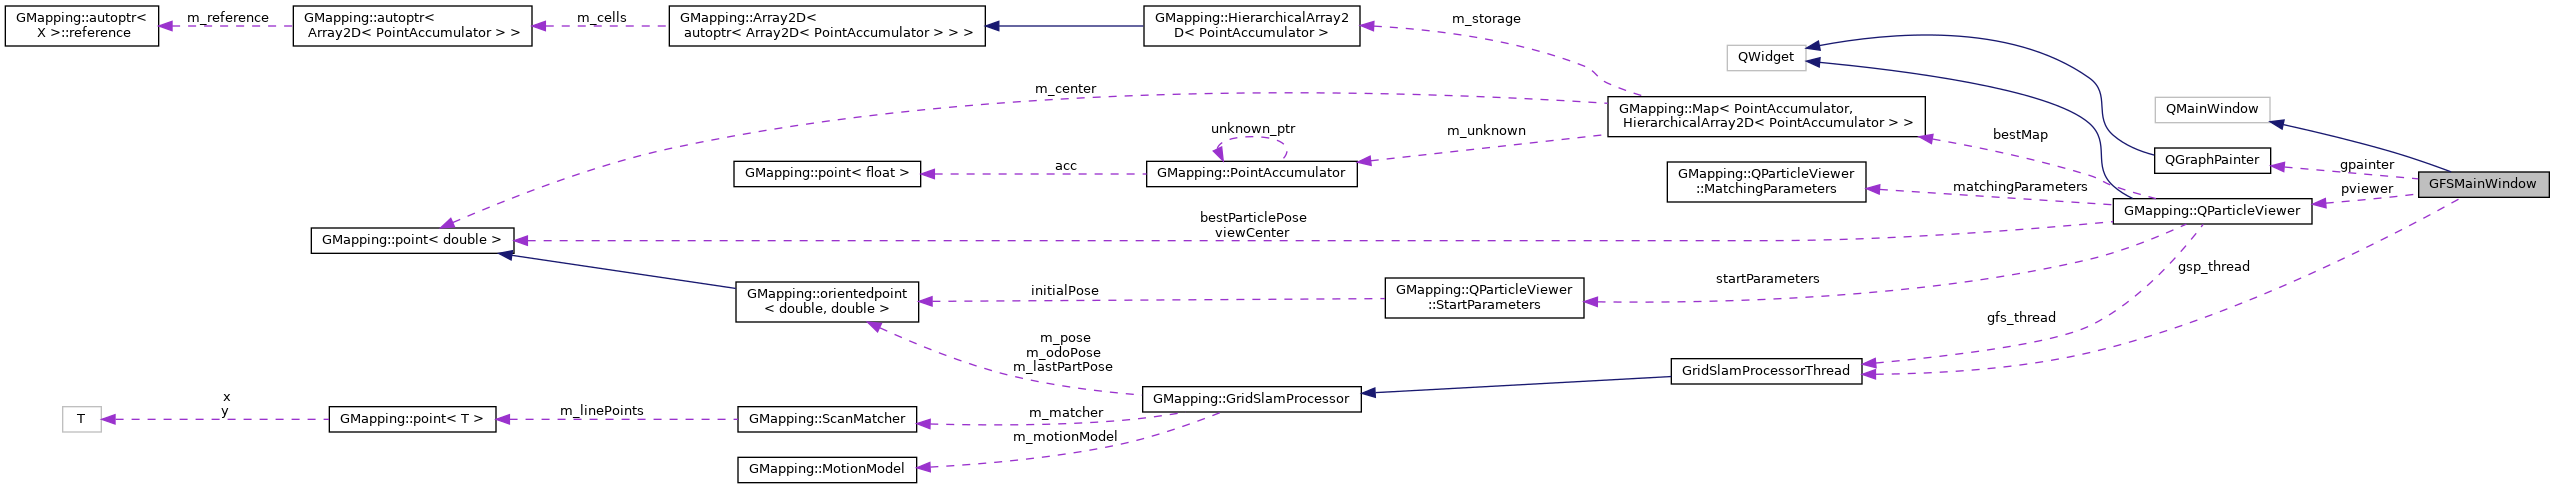 GMapping::autoptr<
X >::reference
m_reference
GMapping::autoptr<
Array2D< PointAccumulator > >
m_cells
GMapping::Array2D<
autoptr< Array2D< PointAccumulator > > >
GMapping::HierarchicalArray2
D< PointAccumulator >
m_storage
QWidget
m_center
GMapping::Map< PointAccumulator,
HierarchicalArray2D< PointAccumulator > >
QMainWindow
unknown_ptr
m_unknown
bestMap
GMapping::point< float >
acc
GMapping::PointAccumulator
GMapping::QParticleViewer
::MatchingParameters
matchingParameters
QGraphPainter
gpainter
pviewer
GFSMainWindow
GMapping::QParticleViewer
bestParticlePose
viewCenter
GMapping::point< double >
gsp_thread
GMapping::orientedpoint
< double, double >
initialPose
GMapping::QParticleViewer
::StartParameters
startParameters
gfs_thread
m_pose
m_odoPose
m_lastPartPose
GridSlamProcessorThread
GMapping::GridSlamProcessor
T
x
y
GMapping::point< T >
m_linePoints
GMapping::ScanMatcher
m_matcher
m_motionModel
GMapping::MotionModel